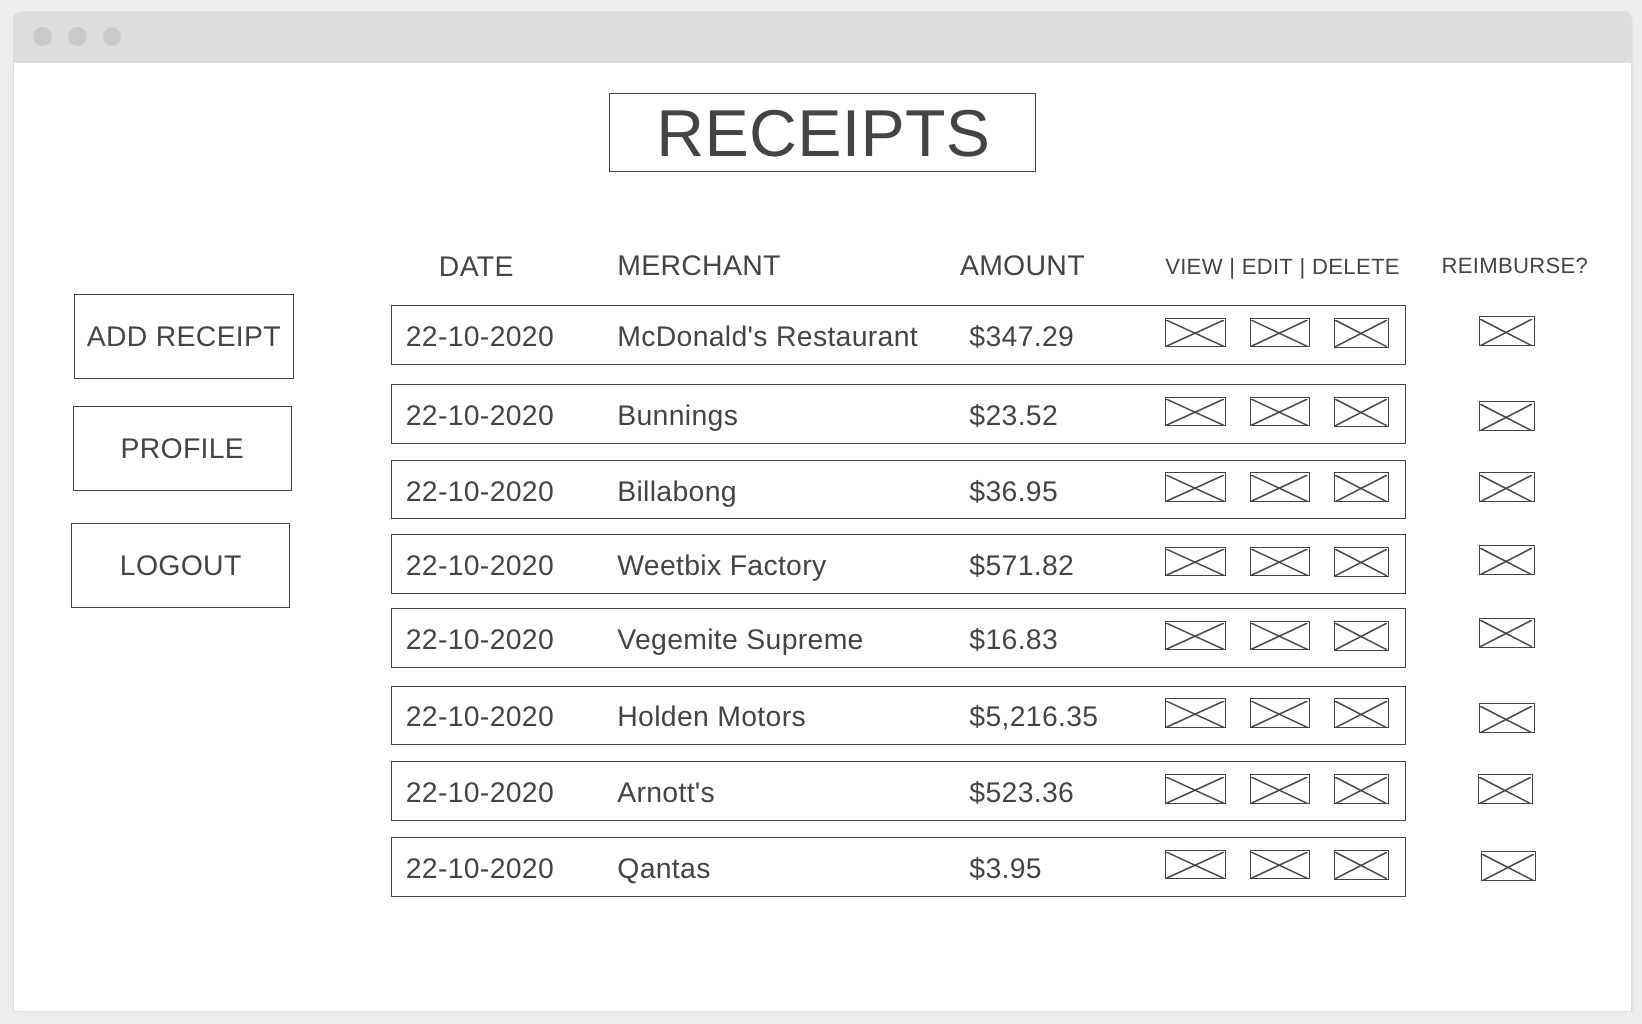 RECEIPTS
DATE MERCHANT AMOUNT VIEW | EDIT | DELETE REIMBURSE?
ADD RECEIPT
PROFILE
LOGOUT
22-10-2020 McDonald's Restaurant $347.29
22-10-2020 Bunnings $23.52
22-10-2020 Billabong $36.95
22-10-2020 Weetbix Factory $571.82
22-10-2020 Vegemite Supreme $16.83
22-10-2020 Holden Motors $5,216.35
22-10-2020 Arnott's $523.36
22-10-2020 Qantas $3.95